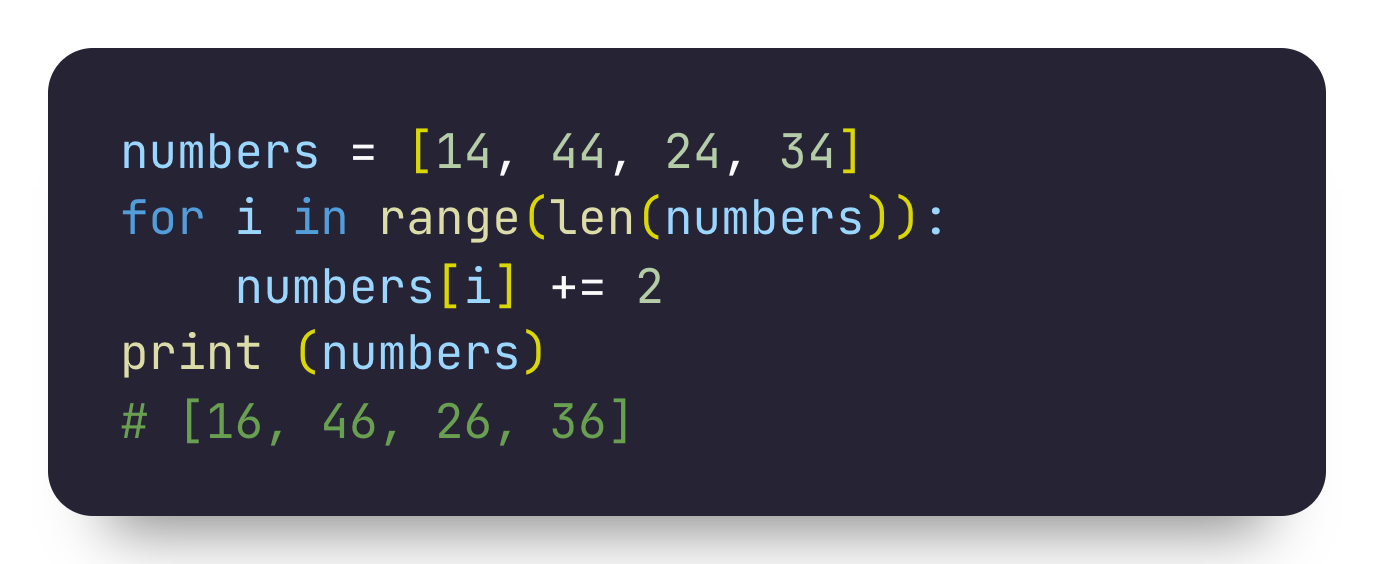 numbers = [14, 44, 24, 34]
for i in range(len(numbers)):
    numbers[i] += 2
print (numbers)
# [16, 46, 26, 36]